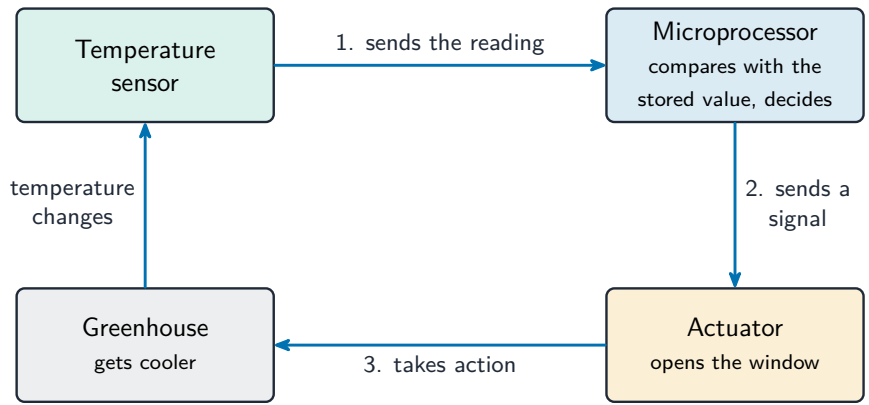 Temperature
sensor
1. sends the reading
Microprocessor
compares with the
stored value, decides
temperature
changes
2. sends a
signal
Greenhouse
gets cooler
3. takes action
Actuator
opens the window